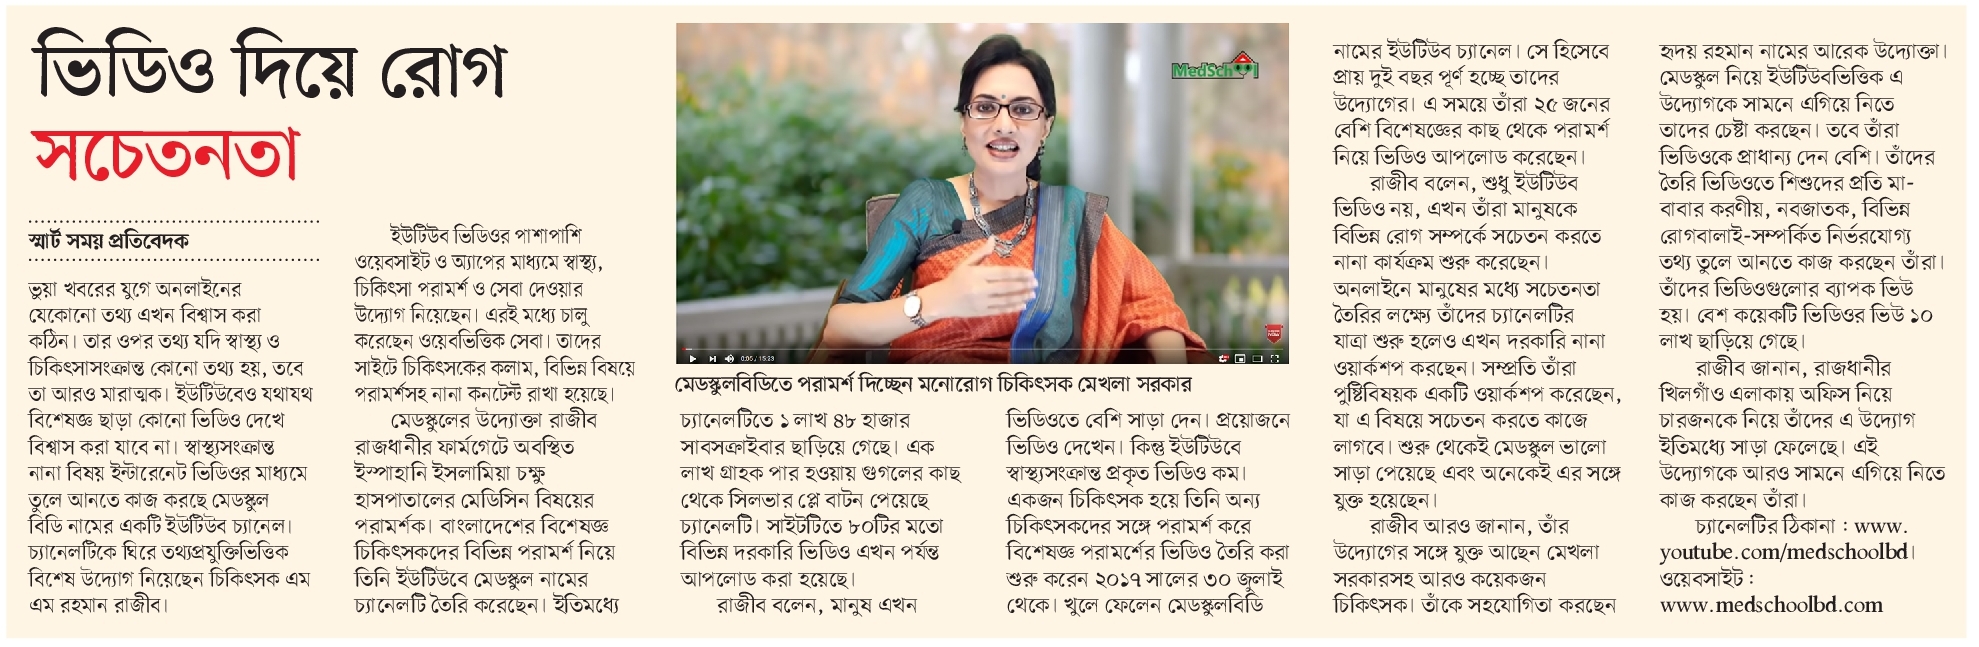 ভিডিও দিয়ে রোগ
সচেতনতা
স্মার্ট সময় প্রতিবেদক
ভুয়া খবরের যুগে অনলাইনের
যেকোনো তথ্য এখন বিশ্বাস করা
কঠিন। তার ওপর তথ্য যদি স্বাস্থ্য ও
চিকিৎসাসংক্রান্ত কোনো তথ্য হয়, তবে
তা আরও মারাত্মক। ইউটিউবেও যথাযথ
বিশেষজ্ঞ ছাড়া কোনো ভিডিও দেখে
বিশ্বাস করা যাবে না। স্বাস্থ্যসংক্রান্ত
নানা বিষয় ইন্টারেনেট ভিডিওর মাধ্যমে
তুলে আনতে কাজ করছে মেডস্কুল
বিডি নামের একটি ইউটিউব চ্যানেল।
চ্যানেলটিকে ঘিরে তথ্যপ্রযুক্তিভিত্তিক
বিশেষ উদ্যোগ নিয়েছেন চিকিৎসক এম
এম রহমান রাজীব।
ইউটিউব ভিডিওর পাশাপাশি
ওয়েবসাইট ও অ্যাপের মাধ্যমে স্বাস্থ্য,
চিকিৎসা পরামর্শ ও সেবা দেওয়ার
উদ্যোগ নিয়েছেন। এরই মধ্যে চালু
করেছেন ওয়েবভিত্তিক সেবা। তাদের
সাইটে চিকিৎসকের কলাম, বিভিন্ন বিষয়ে
পরামর্শসহ নানা কনটেন্ট রাখা হয়েছে।
মেডস্কুলের উদ্যোক্তা রাজীব
রাজধানীর ফার্মগেটে অবস্থিত
ইস্পাহানি ইসলামিয়া চক্ষু
হাসপাতালের মেডিসিন বিষয়ের
পরামর্শক। বাংলাদেশের বিশেষজ্ঞ
চিকিৎসকদের বিভিন্ন পরামর্শ নিয়ে
তিনি ইউটিউবে মেডস্কুল নামের
চ্যানেলটি তৈরি করেছেন। ইতিমধ্যে
MedSchool
0:05 / 15:23
মেডস্কুলবিডিতে পরামর্শ দিচ্ছেন মনোরোগ চিকিৎসক মেখলা সরকার
চ্যানেলটিতে ১ লাখ ৪৮ হাজার
সাবসক্রাইবার ছাড়িয়ে গেছে। এক
লাখ গ্রাহক পার হওয়ায় গুগলের কাছ
থেকে সিলভার প্লে বাটন পেয়েছে
চ্যানেলটি। সাইটটিতে ৮০টির মতো
বিভিন্ন দরকারি ভিডিও এখন পর্যন্ত
আপলোড করা হয়েছে।
রাজীব বলেন, মানুষ এখন
ভিডিওতে বেশি সাড়া দেন। প্রয়োজনে
ভিডিও দেখেন। কিন্তু ইউটিউবে
স্বাস্থ্যসংক্রান্ত প্রকৃত ভিডিও কম।
একজন চিকিৎসক হয়ে তিনি অন্য
চিকিৎসকদের সঙ্গে পরামর্শ করে
বিশেষজ্ঞ পরামর্শের ভিডিও তৈরি করা
শুরু করেন ২০১৭ সালের ৩০ জুলাই
থেকে। খুলে ফেলেন মেডস্কুলবিডি
নামের ইউটিউব চ্যানেল। সে হিসেবে
প্রায় দুই বছর পূর্ণ হচ্ছে তাদের
উদ্যোগের। এ সময়ে তাঁরা ২৫ জনের
বেশি বিশেষজ্ঞের কাছ থেকে পরামর্শ
নিয়ে ভিডিও আপলোড করেছেন।
রাজীব বলেন, শুধু ইউটিউব
ভিডিও নয়, এখন তাঁরা মানুষকে
বিভিন্ন রোগ সম্পর্কে সচেতন করতে
নানা কার্যক্রম শুরু করেছেন।
অনলাইনে মানুষের মধ্যে সচেতনতা
তৈরির লক্ষ্যে তাঁদের চ্যানেলটির
যাত্রা শুরু হলেও এখন দরকারি নানা
ওয়ার্কশপ করছেন। সম্প্রতি তাঁরা
পুষ্টিবিষয়ক একটি ওয়ার্কশপ করেছেন,
যা এ বিষয়ে সচেতন করতে কাজে
লাগবে। শুরু থেকেই মেডস্কুল ভালো
সাড়া পেয়েছে এবং অনেকেই এর সঙ্গে
যুক্ত হয়েছেন।
রাজীব আরও জানান, তাঁর
উদ্যোগের সঙ্গে যুক্ত আছেন মেখলা
সরকারসহ আরও কয়েকজন
চিকিৎসক। তাঁকে সহযোগিতা করছেন
হৃদয় রহমান নামের আরেক উদ্যোক্তা।
মেডস্কুল নিয়ে ইউটিউবভিত্তিক এ
উদ্যোগকে সামনে এগিয়ে নিতে
তাদের চেষ্টা করছেন। তবে তাঁরা
ভিডিওকে প্রাধান্য দেন বেশি। তাঁদের
তৈরি ভিডিওতে শিশুদের প্রতি মা-
বাবার করণীয়, নবজাতক, বিভিন্ন
রোগবালাই-সম্পর্কিত নির্ভরযোগ্য
তথ্য তুলে আনতে কাজ করছেন তাঁরা।
তাঁদের ভিডিওগুলোর ব্যাপক ভিউ
হয়। বেশ কয়েকটি ভিডিওর ভিউ ১০
লাখ ছাড়িয়ে গেছে।
রাজীব জানান, রাজধানীর
খিলগাঁও এলাকায় অফিস নিয়ে
চারজনকে নিয়ে তাঁদের এ উদ্যোগ
ইতিমধ্যে সাড়া ফেলেছে। এই
উদ্যোগকে আরও সামনে এগিয়ে নিতে
কাজ করছেন তাঁরা।
চ্যানেলটির ঠিকানা : www.
youtube.com/medschoolbd।
ওয়েবসাইট :
www.medschoolbd.com